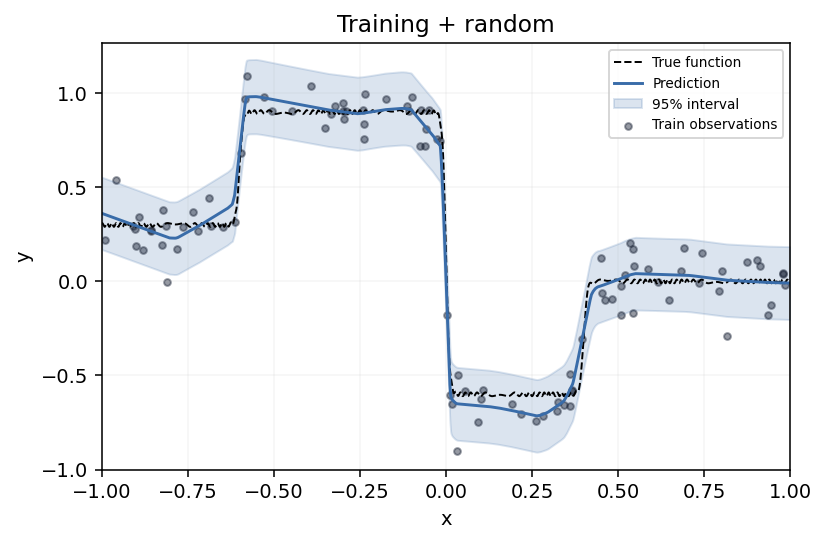 Training + random
True function
Prediction
95% interval
Train observations
1.0
0.5
0.0
−0.5
−1.0
y
−1.00 −0.75 −0.50 −0.25 0.00 0.25 0.50 0.75 1.00
x